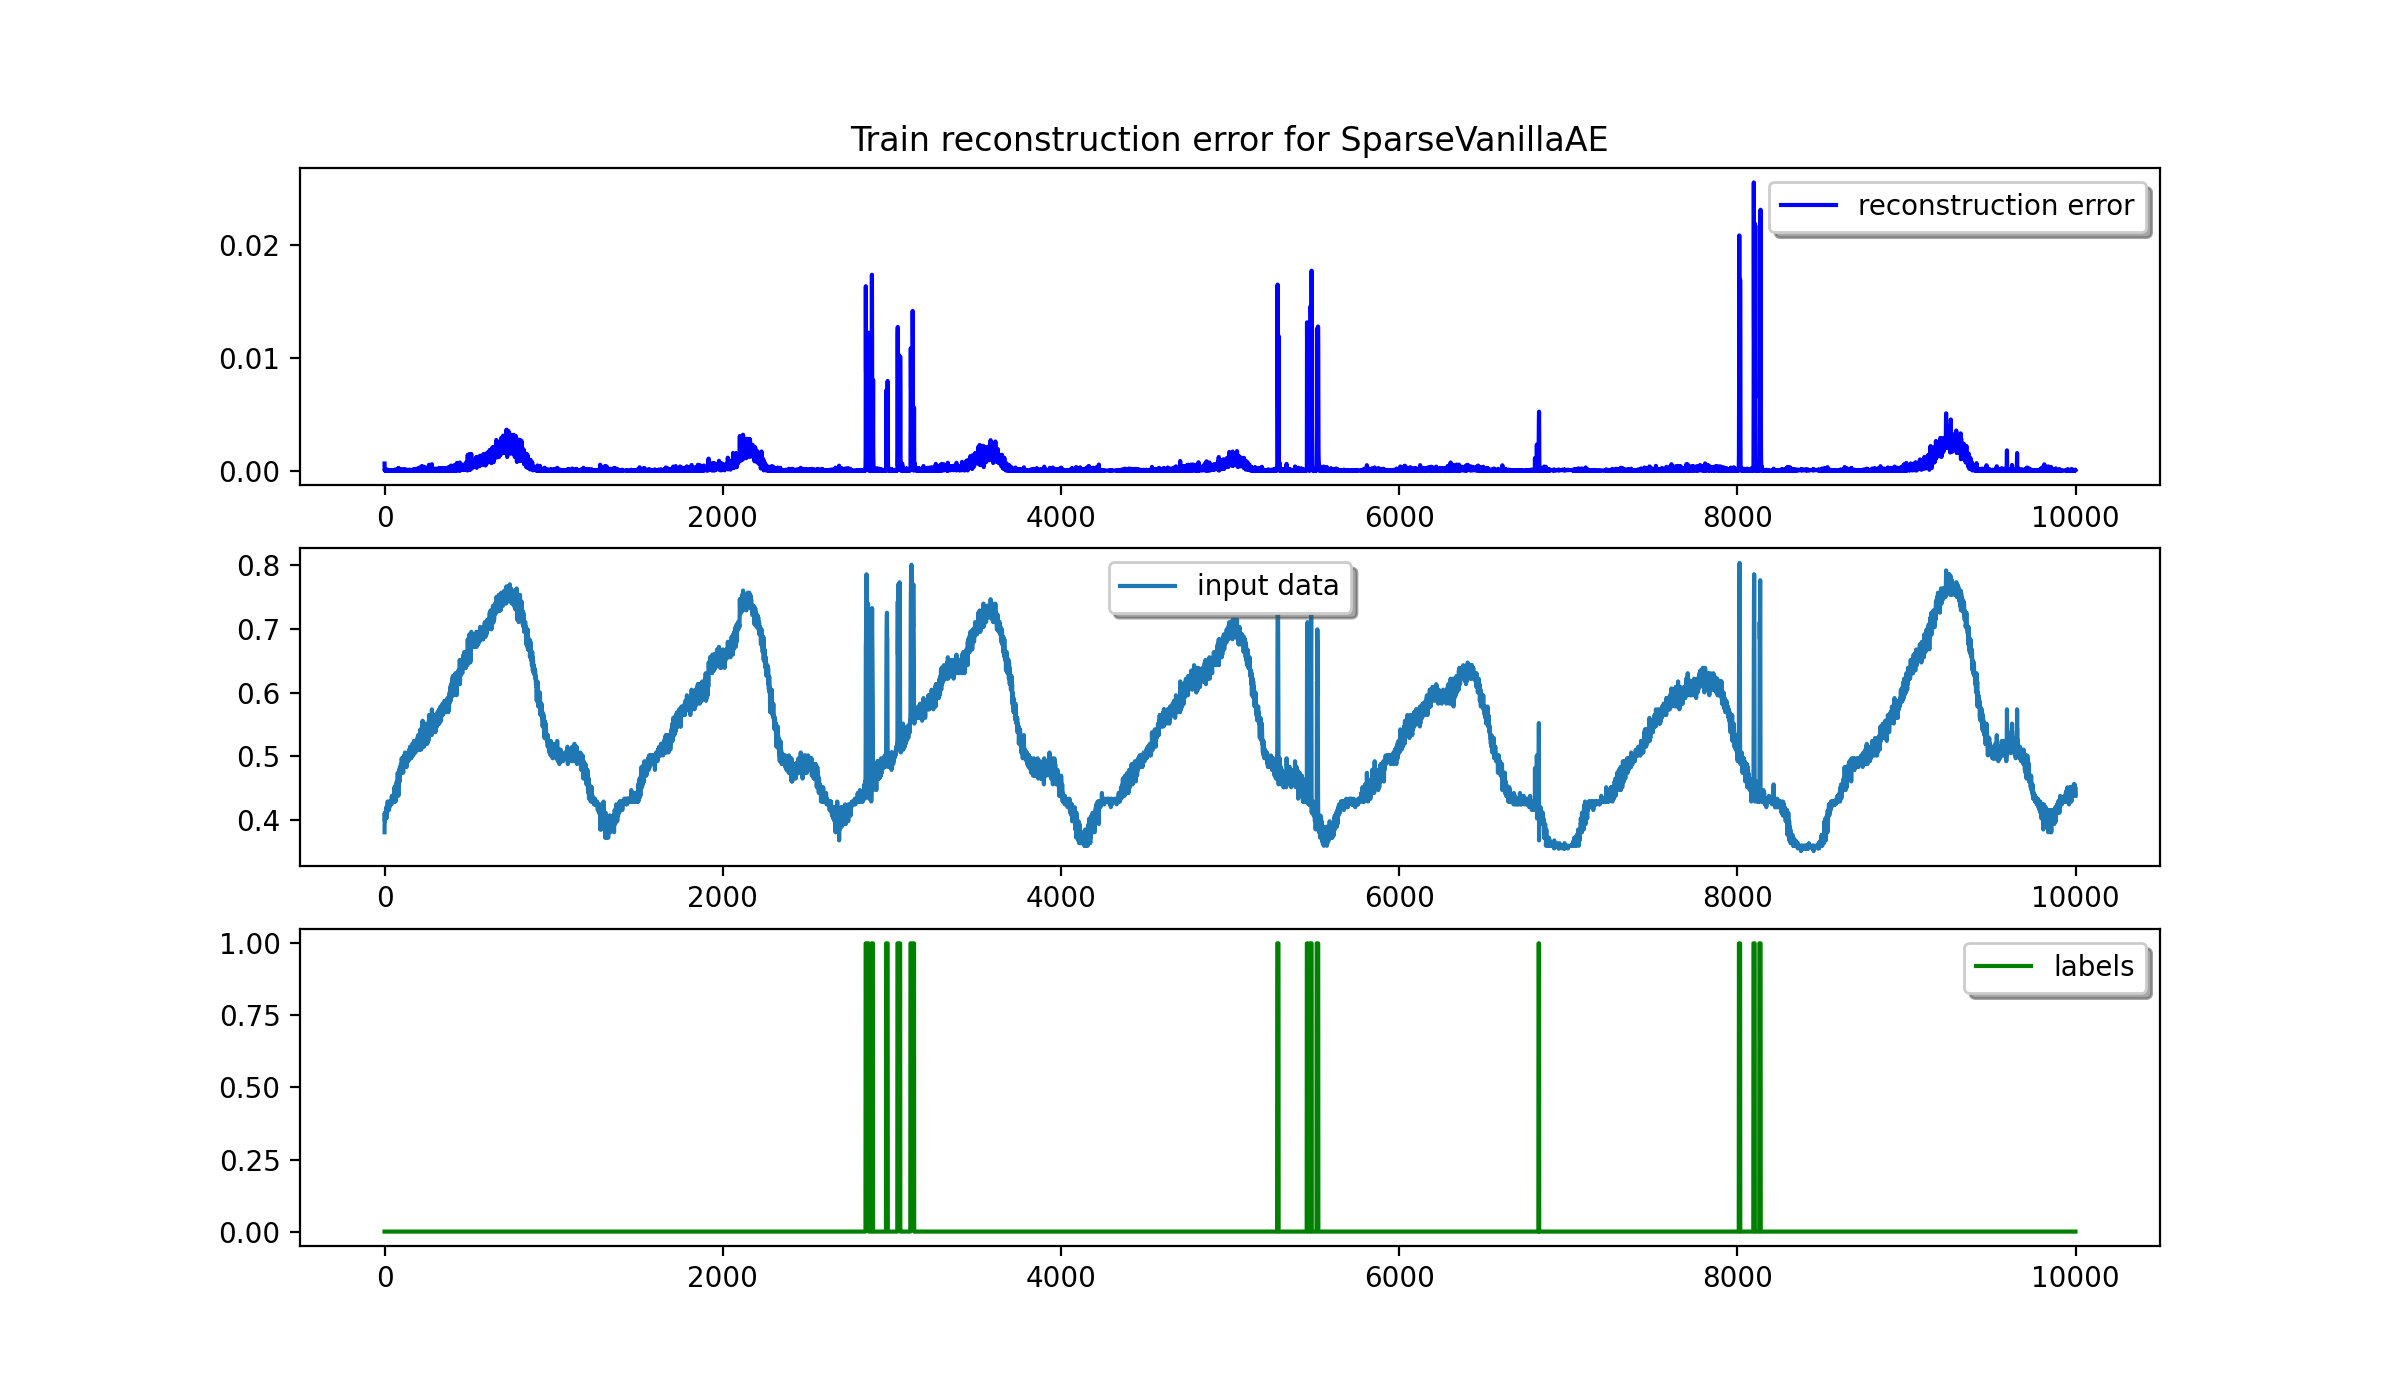 Train reconstruction error for SparseVanillaAE
reconstruction error
0.02
0.01
0.00
0 2000 4000 6000 8000 10000
input data
0.8
0.7
0.6
0.5
0.4
0 2000 4000 6000 8000 10000
labels
1.00
0.75
0.50
0.25
0.00
0 2000 4000 6000 8000 10000